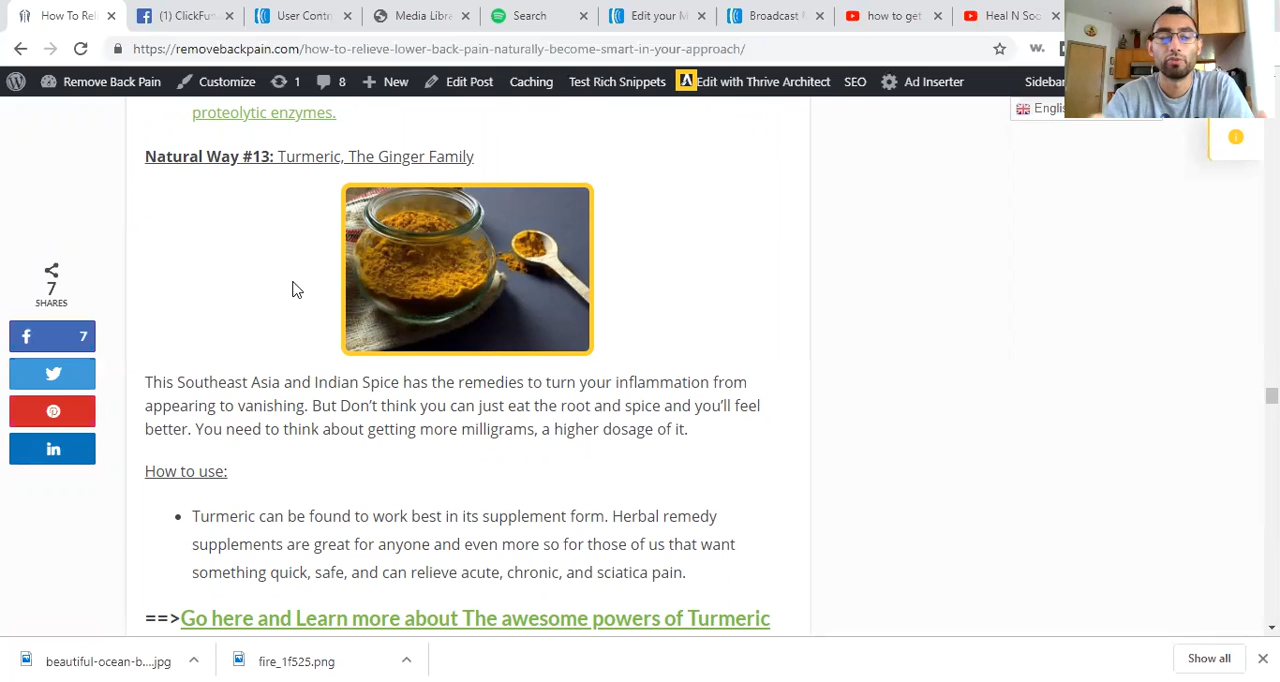 How To Reli
(1) ClickFun
User Contr
Media Libra
Search
Edit your M
Broadcast
how to get
Heal N Soo
https://removebackpain.com/how-to-relieve-lower-back-pain-naturally-become-smart-in-your-approach/
Remove Back Pain
Customize
1
8
New
Edit Post
Caching
Test Rich Snippets
Edit with Thrive Architect
SEO
Ad Inserter
Sidebar
Englis
proteolytic enzymes.
Natural Way #13: Turmeric, The Ginger Family
7
SHARES
7
This Southeast Asia and Indian Spice has the remedies to turn your inflammation from
appearing to vanishing. But Don't think you can just eat the root and spice and you'll feel
better. You need to think about getting more milligrams, a higher dosage of it.
How to use:
• Turmeric can be found to work best in its supplement form. Herbal remedy
supplements are great for anyone and even more so for those of us that want
something quick, safe, and can relieve acute, chronic, and sciatica pain.
==>Go here and Learn more about The awesome powers of Turmeric
beautiful-ocean-b....jpg
fire_1f525.png
Show all